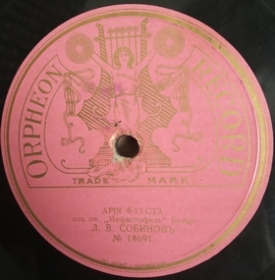 ORPHEON RECORD
TRADE MARK
АРІЯ ФАУСТА
изъ оп. „Мефистофель" Бойто
Л. В. СОБИНОВЪ
№ 18691